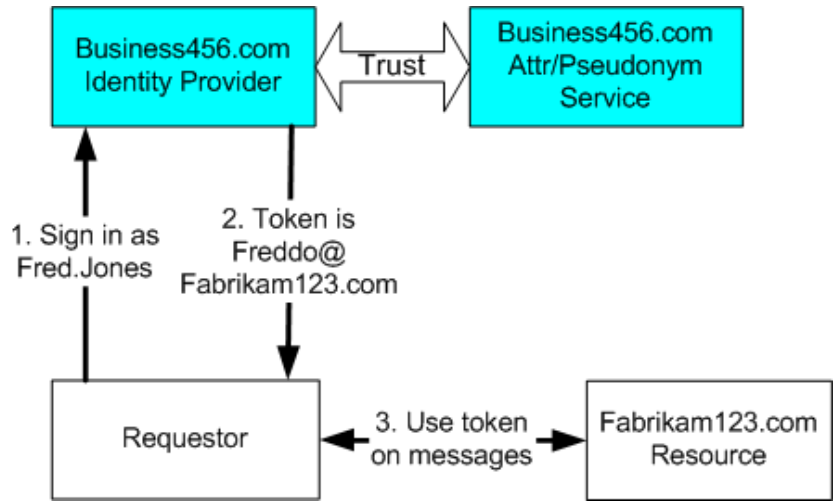 Business456.com
Identity Provider
Trust
Business456.com
Attr/Pseudonym
Service
1. Sign in as
Fred.Jones
2. Token is
Freddo@
Fabrikam123.com
Requestor
3. Use token
on messages
Fabrikam123.com
Resource